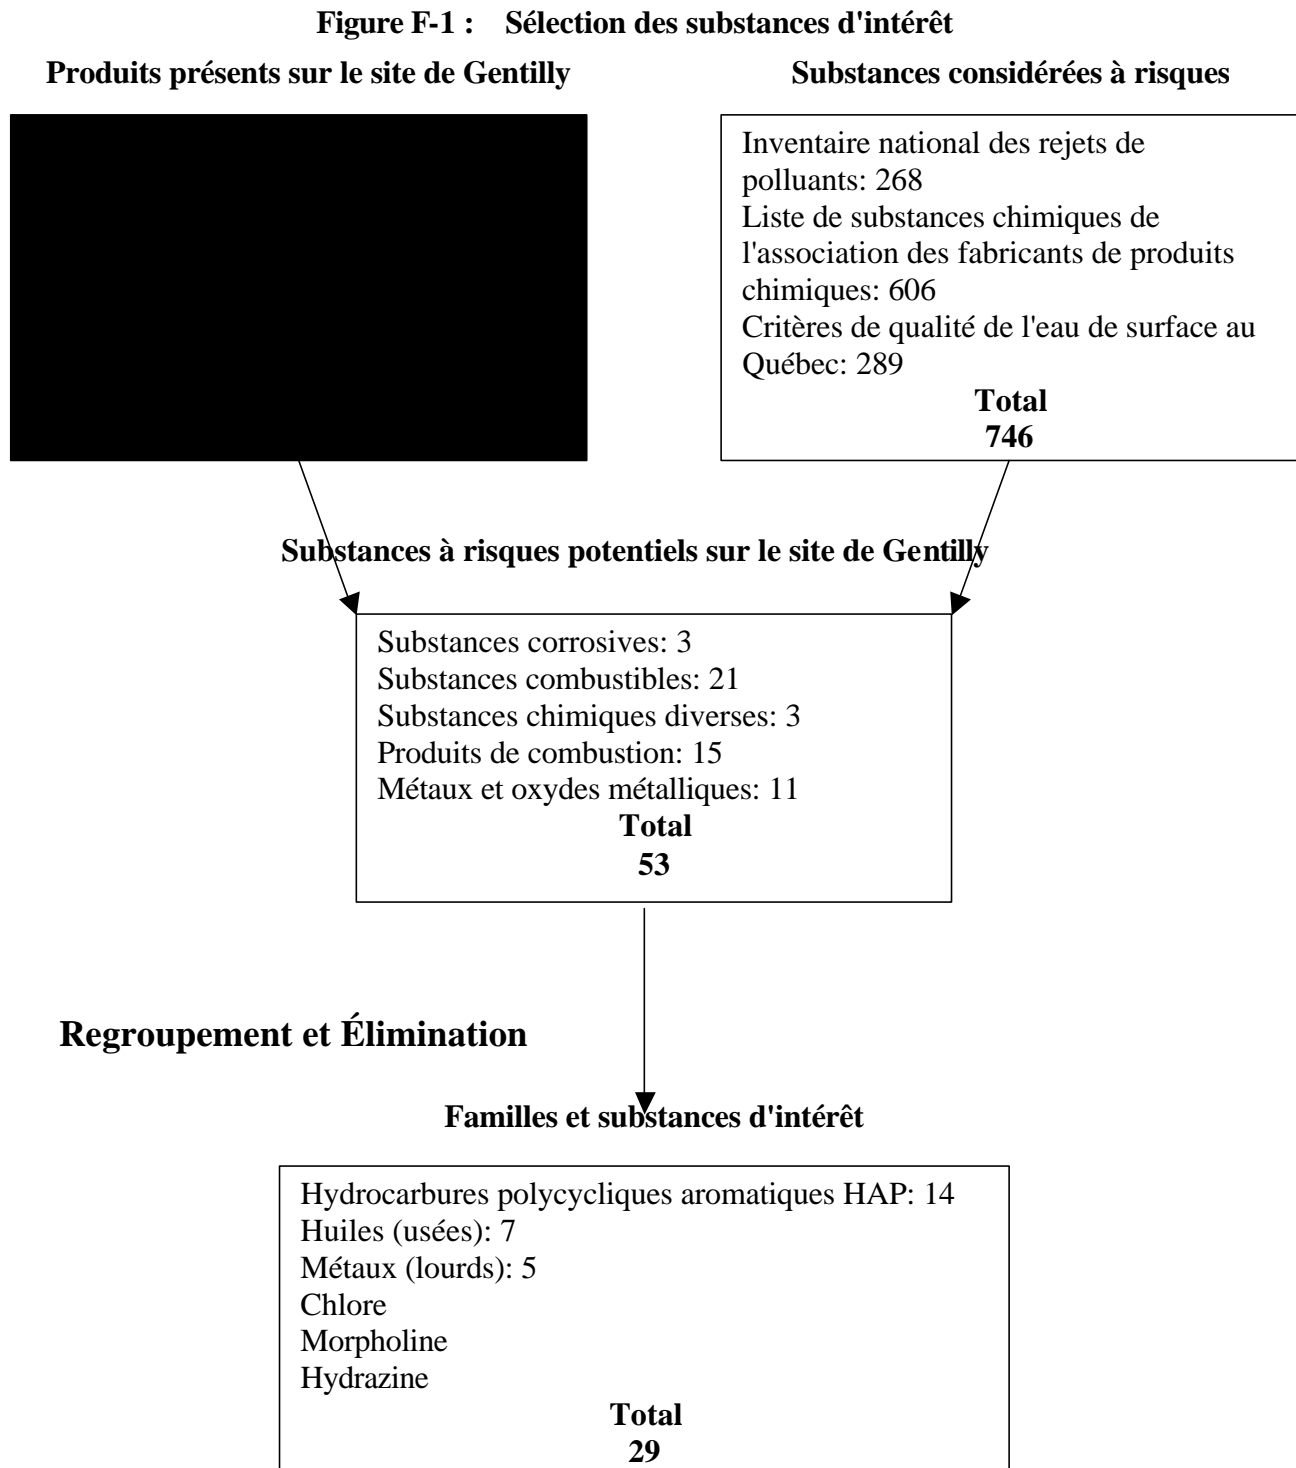 Figure F-1 : Sélection des substances d'intérêt
Produits présents sur le site de Gentilly
Substances considérées à risques
Inventaire national des rejets de
polluants: 268
Liste de substances chimiques de
l'association des fabricants de produits
chimiques: 606
Critères de qualité de l'eau de surface au
Québec: 289
Total
746
Substances à risques potentiels sur le site de Gentilly
Substances corrosives: 3
Substances combustibles: 21
Substances chimiques diverses: 3
Produits de combustion: 15
Métaux et oxydes métalliques: 11
Total
53
Regroupement et Élimination
Familles et substances d'intérêt
Hydrocarbures polycycliques aromatiques HAP: 14
Huiles (usées): 7
Métaux (lourds): 5
Chlore
Morpholine
Hydrazine
Total
29